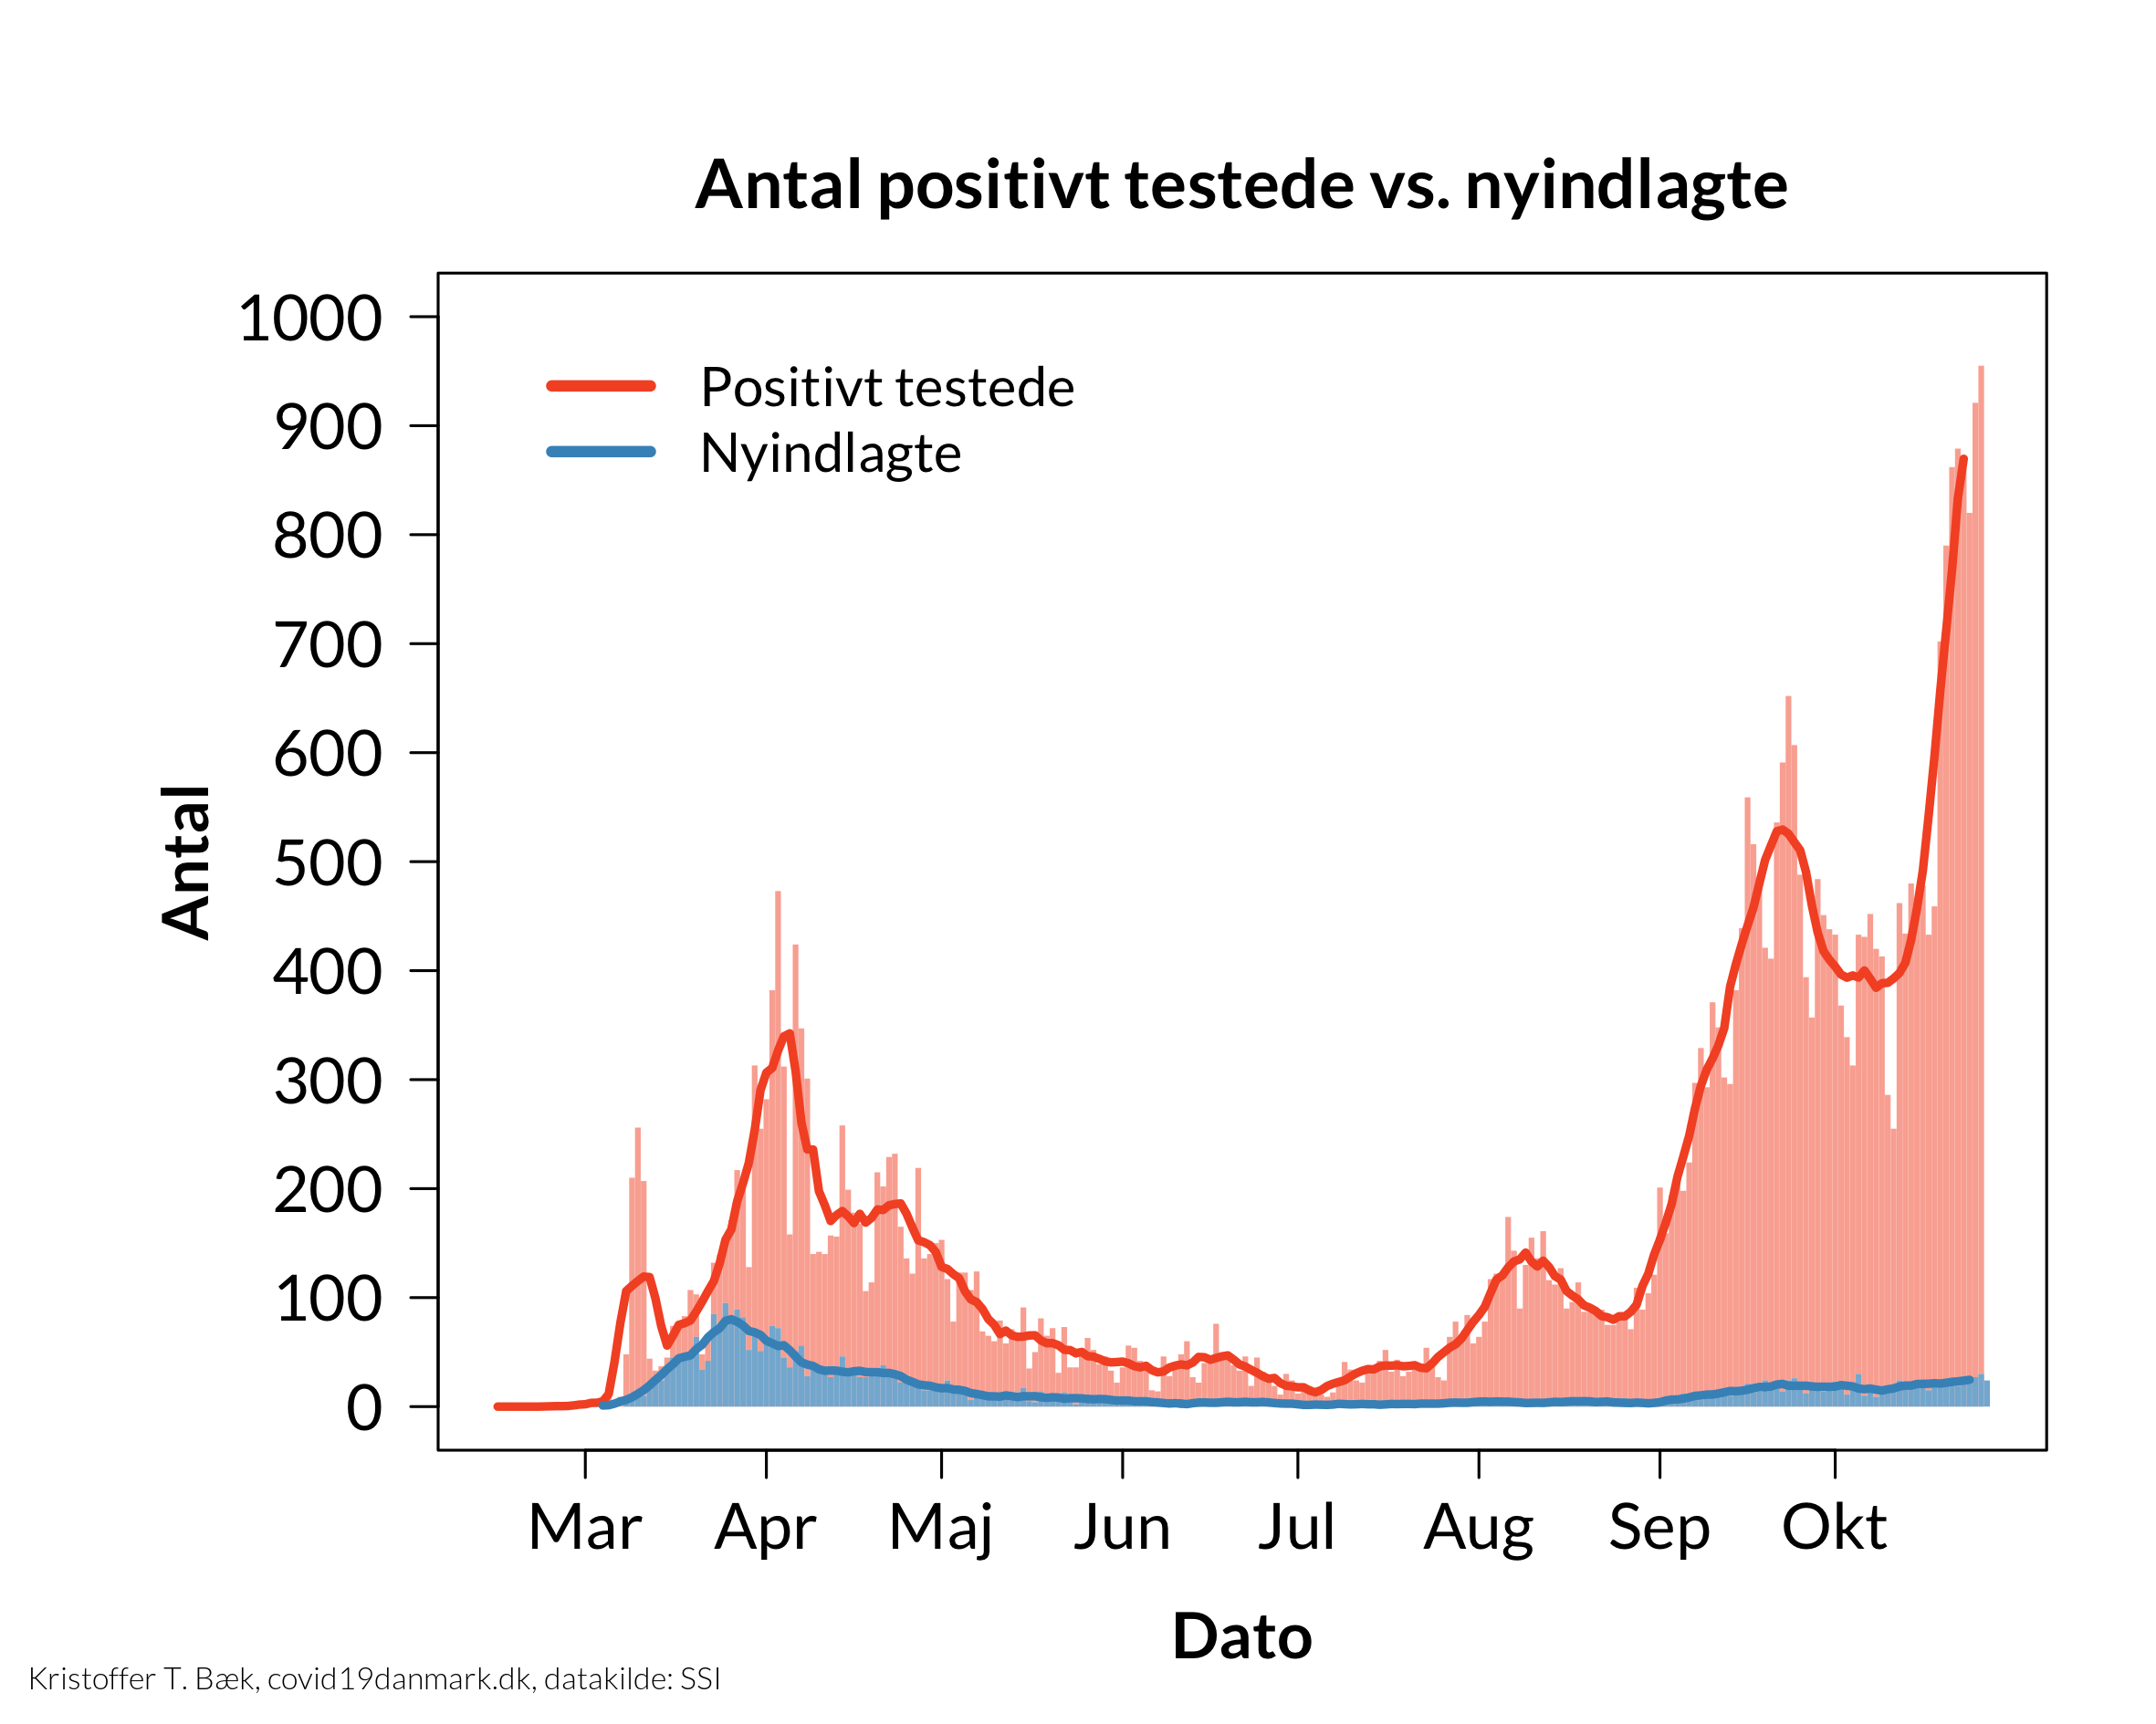 Antal positivt testede vs. nyindlagte
1000
900
800
700
600
500
400
300
200
100
0
Antal
Positivt testede
Nyindlagte
Mar Apr Maj Jun Jul Aug Sep Okt
Dato
Kristoffer T. Bæk, covid19danmark.dk, datakilde: SSI